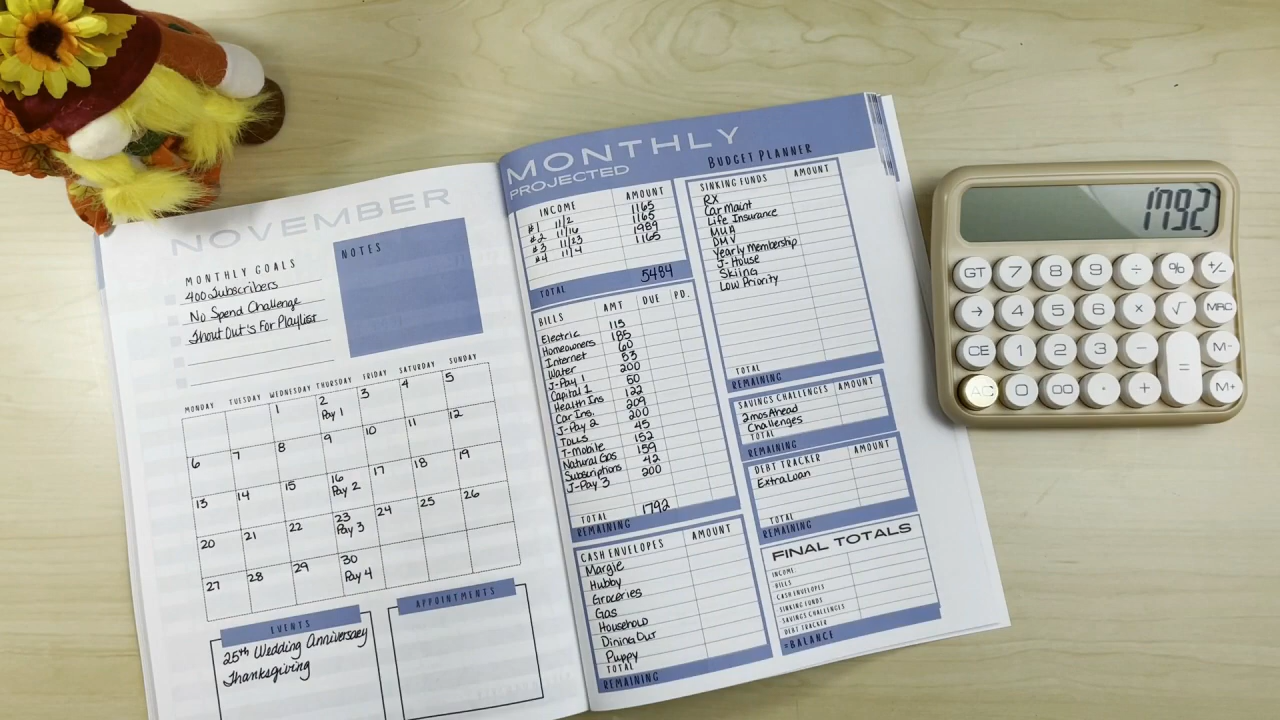 NOVEMBER
MONTHLY GOALS
400 Subscribers
No Spend Challenge
Shout Out's For Playlist
NOTES
MONDAY TUESDAY WEDNESDAY THURSDAY FRIDAY SATURDAY SUNDAY
1 2 3 4 5
Pay 1
6 7 8 9 10 11 12
13 14 15 16 17 18 19
Pay 2
20 21 22 23 24 25 26
Pay 3
27 28 29 30
Pay 4
EVENTS
25th Wedding Anniversary
Thanksgiving
APPOINTMENTS
MONTHLY
PROJECTED
BUDGET PLANNER
INCOME AMOUNT
#1 11/2 1165
#2 11/16 1165
#3 11/23 1989
#4 11/4 1165
TOTAL 5484
BILLS AMT DUE PD.
Electric 113
Homeowners 185
Internet 60
Water 53
J-Pay 1 200
Capital 1 50
Health Ins 122
Car Ins. 209
J-Pay 2 200
Tolls 45
T-mobile 152
Natural Gas 159
Subscriptions 42
J-Pay 3 200
TOTAL 1792
REMAINING
CASH ENVELOPES AMOUNT
Margie
Hubby
Groceries
Gas
Household
Dining Out
Puppy
TOTAL
REMAINING
SINKING FUNDS AMOUNT
RX
Car Maint
Life Insurance
MUA
DMV
Yearly Membership
J-House
Skiing
Low Priority
TOTAL
REMAINING
SAVINGS CHALLENGES AMOUNT
2mos Ahead
Challenges
TOTAL
REMAINING
DEBT TRACKER AMOUNT
Extra Loan
TOTAL
REMAINING
FINAL TOTALS
INCOME:
BILLS
CASH ENVELOPES
SINKING FUNDS
SAVINGS CHALLENGES
DEBT TRACKER
=BALANCE
1792
GT 7 8 9 ÷ % +/-
→ 4 5 6 × √ MRC
CE 1 2 3 − = M-
AC 0 00 · + M+